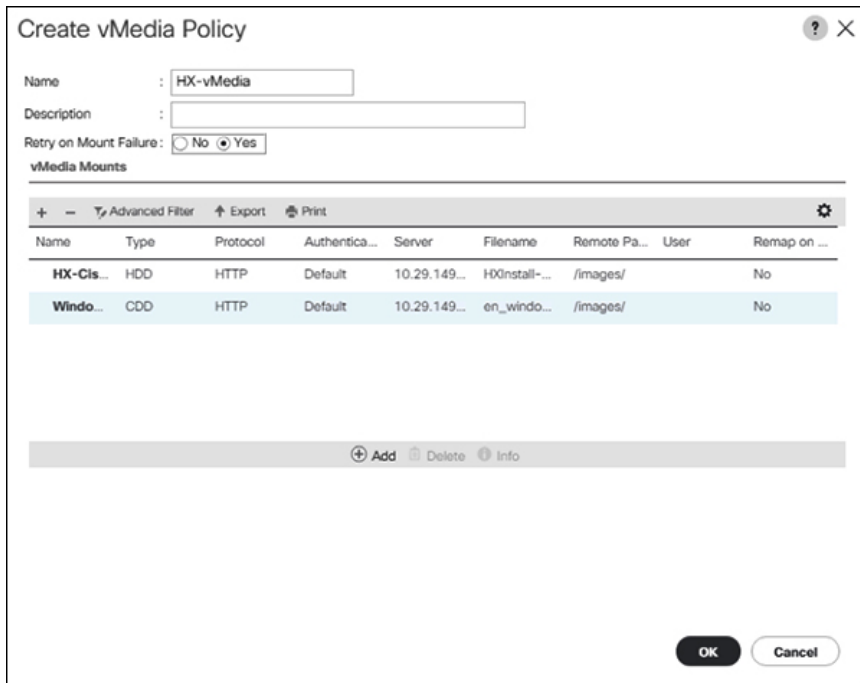 Create vMedia Policy ? ×
Name : HX-vMedia
Description :
Retry on Mount Failure : No Yes
vMedia Mounts
+ − Advanced Filter Export Print
Name Type Protocol Authentica... Server Filename Remote Pa... User Remap on ...
HX-Cis... HDD HTTP Default 10.29.149... HXInstall-... /images/ No
Windo... CDD HTTP Default 10.29.149... en_windo... /images/ No
Add Delete Info
OK Cancel